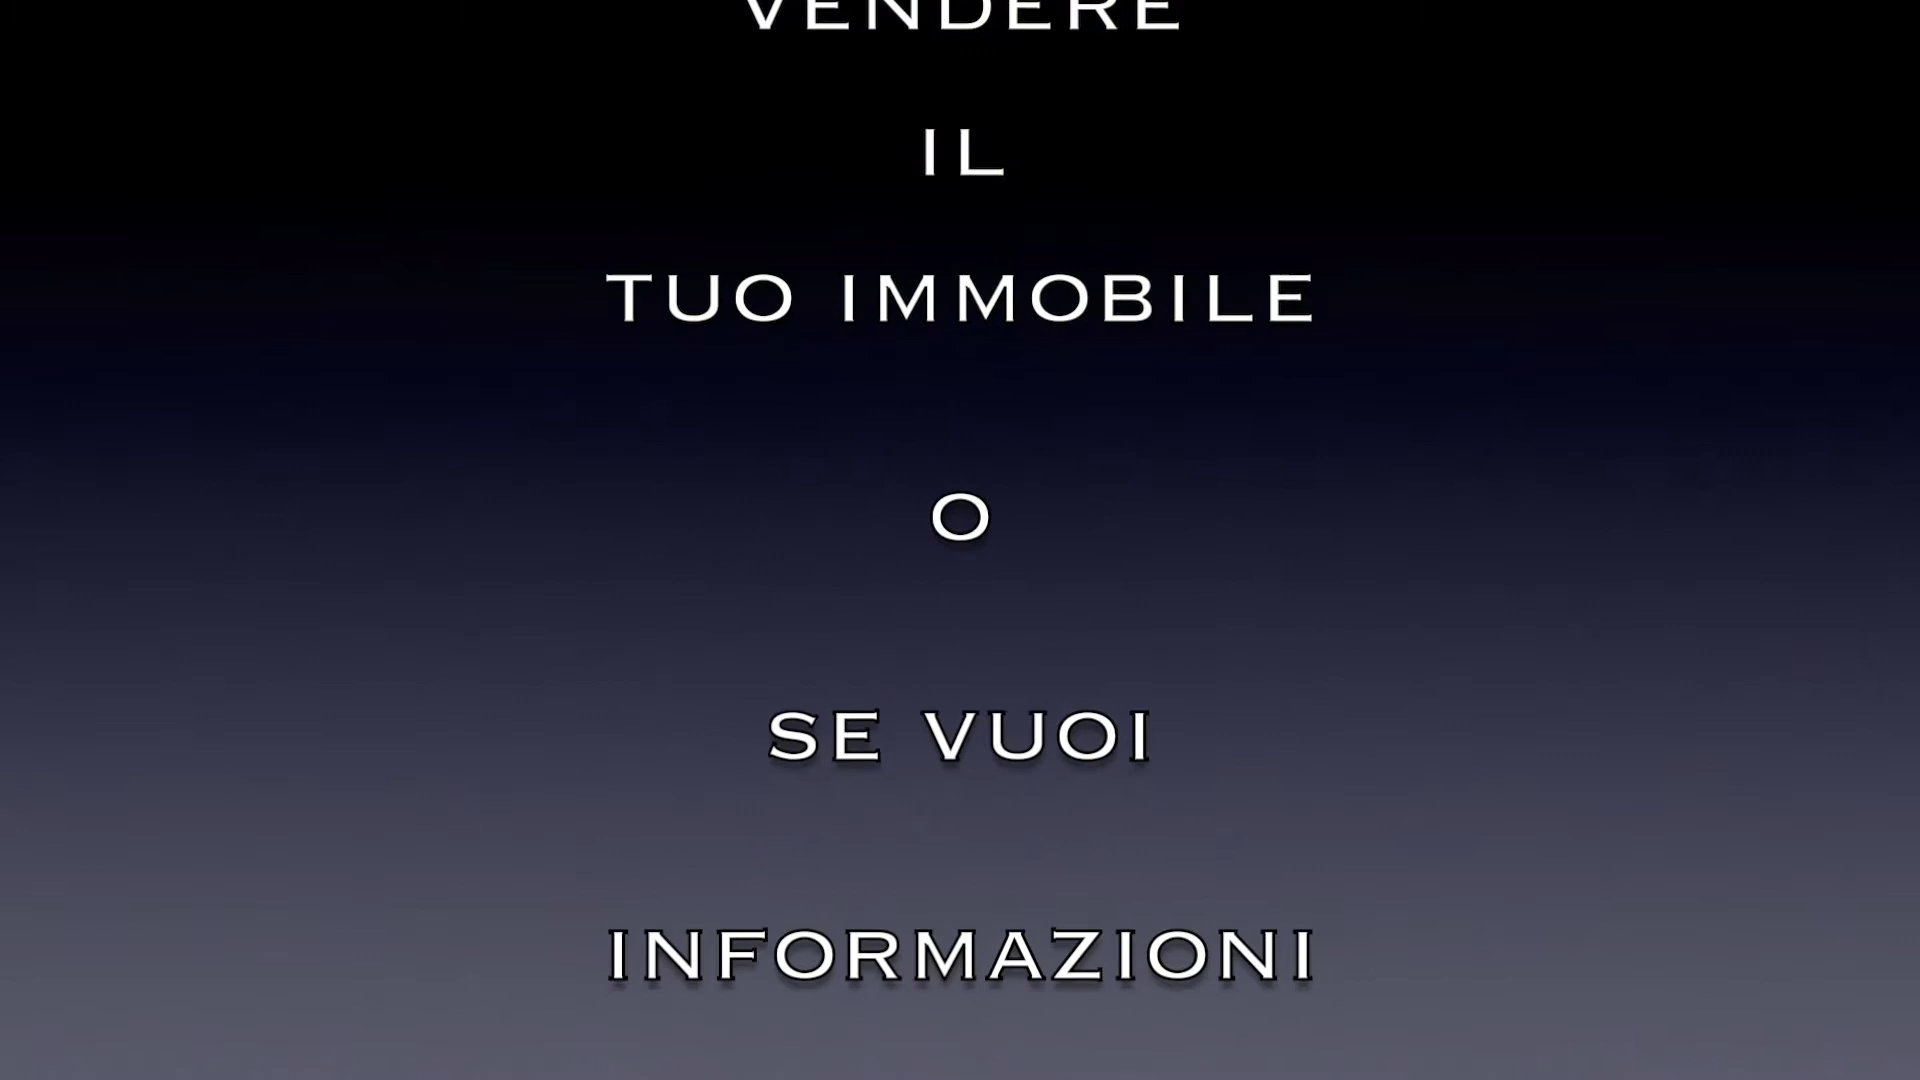 VENDERE
IL
TUO IMMOBILE
O
SE VUOI
INFORMAZIONI